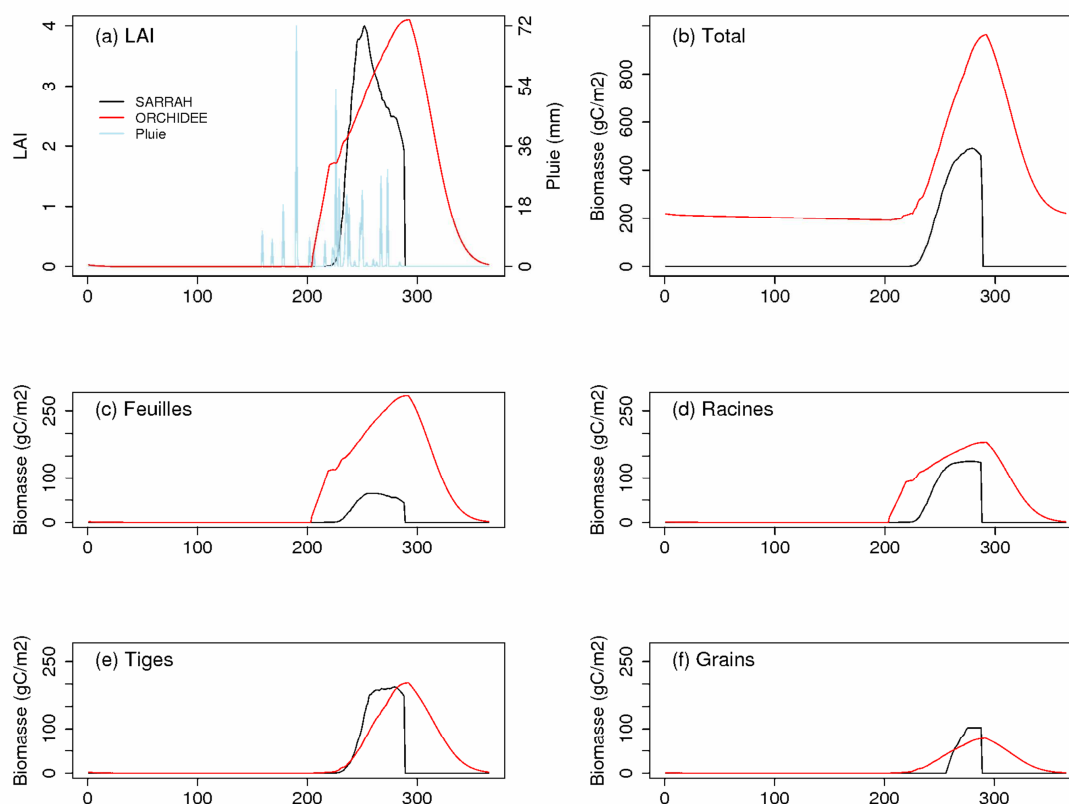 (a) LAI
SARRAH
ORCHIDEE
Pluie
LAI
0 1 2 3 4
Pluie (mm)
0 18 36 54 72
0 100 200 300
(b) Total
Biomasse (gC/m2)
0 200 400 600 800
0 100 200 300
(c) Feuilles
Biomasse (gC/m2)
0 100 250
0 100 200 300
(d) Racines
Biomasse (gC/m2)
0 100 250
0 100 200 300
(e) Tiges
Biomasse (gC/m2)
0 100 250
0 100 200 300
(f) Grains
Biomasse (gC/m2)
0 100 250
0 100 200 300